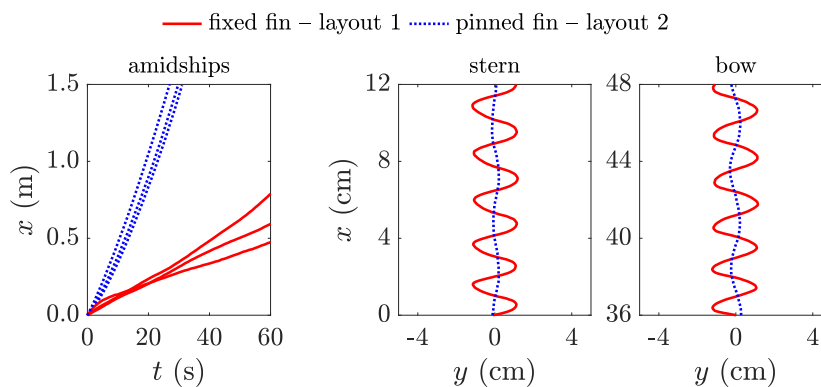 fixed fin – layout 1 pinned fin – layout 2
amidships stern bow
1.5 12 48
1.0 8 44
0.5 4 40
0.0 0 36
x (m) x (cm)
0 20 40 60 -4 0 4 -4 0 4
t (s) y (cm) y (cm)